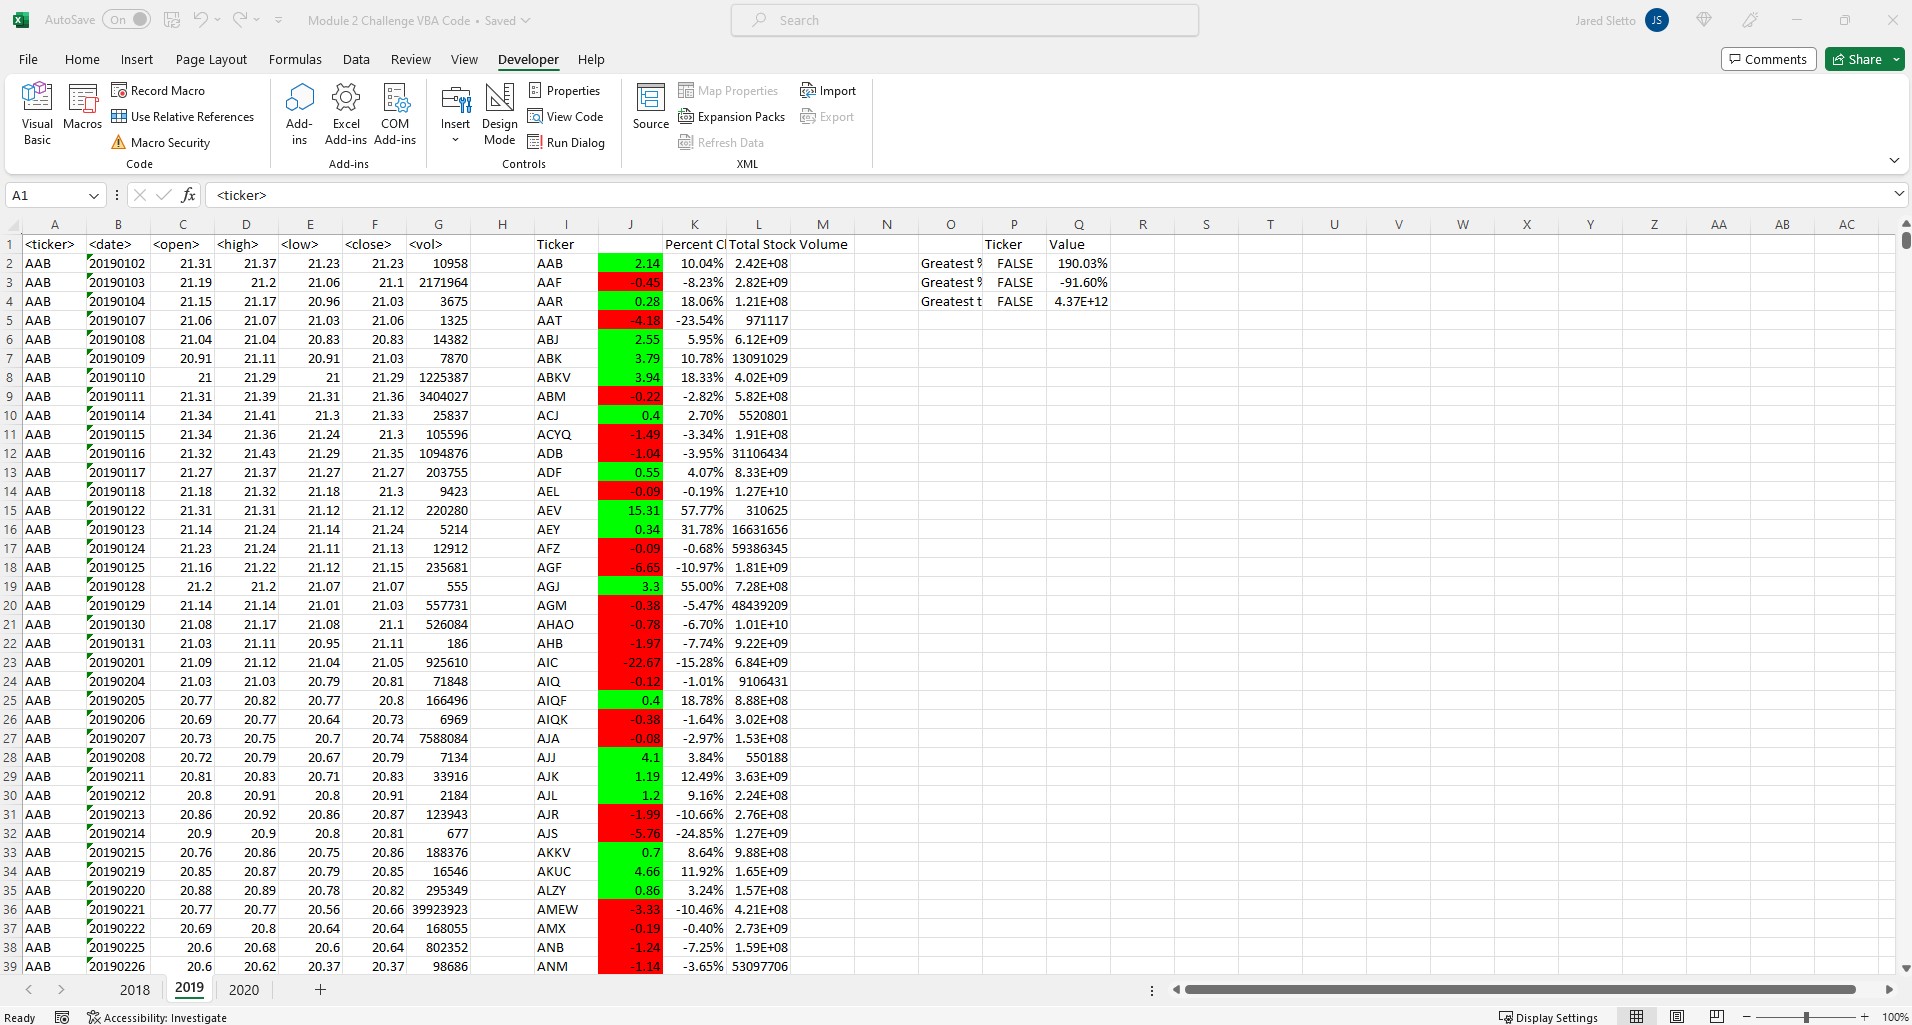 AutoSave On Module 2 Challenge VBA Code • Saved Search Jared Sletto JS
File Home Insert Page Layout Formulas Data Review View Developer Help Comments Share
Visual Basic
Macros
Record Macro
Use Relative References
Macro Security
Code
Add-ins
Excel Add-ins
COM Add-ins
Add-ins
Insert
Design Mode
Properties
View Code
Run Dialog
Controls
Source
Map Properties
Expansion Packs
Refresh Data
Import
Export
XML
A1 fx <ticker>
A B C D E F G H I J K L M N O P Q R S T U V W X Y Z AA AB AC
1 <ticker> <date> <open> <high> <low> <close> <vol> Ticker Percent Cl Total Stock Volume Ticker Value
2 AAB 20190102 21.31 21.37 21.23 21.23 10958 AAB 2.14 10.04% 2.42E+08 Greatest % FALSE 190.03%
3 AAB 20190103 21.19 21.2 21.06 21.1 2171964 AAF -0.45 -8.23% 2.82E+09 Greatest % FALSE -91.60%
4 AAB 20190104 21.15 21.17 20.96 21.03 3675 AAR 0.28 18.06% 1.21E+08 Greatest t FALSE 4.37E+12
5 AAB 20190107 21.06 21.07 21.03 21.06 1325 AAT -4.18 -23.54% 971117
6 AAB 20190108 21.04 21.04 20.83 20.83 14382 ABJ 2.55 5.95% 6.12E+09
7 AAB 20190109 20.91 21.11 20.91 21.03 7870 ABK 3.79 10.78% 13091029
8 AAB 20190110 21 21.29 21 21.29 1225387 ABKV 3.94 18.33% 4.02E+09
9 AAB 20190111 21.31 21.39 21.31 21.36 3404027 ABM -0.22 -2.82% 5.82E+08
10 AAB 20190114 21.34 21.41 21.3 21.33 25837 ACJ 0.4 2.70% 5520801
11 AAB 20190115 21.34 21.36 21.24 21.3 105596 ACYQ -1.49 -3.34% 1.91E+08
12 AAB 20190116 21.32 21.43 21.29 21.35 1094876 ADB -1.04 -3.95% 31106434
13 AAB 20190117 21.27 21.37 21.27 21.27 203755 ADF 0.55 4.07% 8.33E+09
14 AAB 20190118 21.18 21.32 21.18 21.3 9423 AEL -0.09 -0.19% 1.27E+10
15 AAB 20190122 21.31 21.31 21.12 21.12 220280 AEV 15.31 57.77% 310625
16 AAB 20190123 21.14 21.24 21.14 21.24 5214 AEY 0.34 31.78% 16631656
17 AAB 20190124 21.23 21.24 21.11 21.13 12912 AFZ -0.09 -0.68% 59386345
18 AAB 20190125 21.16 21.22 21.12 21.15 235681 AGF -6.65 -10.97% 1.81E+09
19 AAB 20190128 21.2 21.2 21.07 21.07 555 AGJ 3.3 55.00% 7.28E+08
20 AAB 20190129 21.14 21.14 21.01 21.03 557731 AGM -0.38 -5.47% 48439209
21 AAB 20190130 21.08 21.17 21.08 21.1 526084 AHAO -0.78 -6.70% 1.01E+10
22 AAB 20190131 21.03 21.11 20.95 21.11 186 AHB -1.97 -7.74% 9.22E+09
23 AAB 20190201 21.09 21.12 21.04 21.05 925610 AIC -22.67 -15.28% 6.84E+09
24 AAB 20190204 21.03 21.03 20.79 20.81 71848 AIQ -0.12 -1.01% 9106431
25 AAB 20190205 20.77 20.82 20.77 20.8 166496 AIQF 0.4 18.78% 8.88E+08
26 AAB 20190206 20.69 20.77 20.64 20.73 6969 AIQK -0.38 -1.64% 3.02E+08
27 AAB 20190207 20.73 20.75 20.7 20.74 7588084 AJA -0.08 -2.97% 1.53E+08
28 AAB 20190208 20.72 20.79 20.67 20.79 7134 AJJ 4.1 3.84% 550188
29 AAB 20190211 20.81 20.83 20.71 20.83 33916 AJK 1.19 12.49% 3.63E+09
30 AAB 20190212 20.8 20.91 20.8 20.91 2184 AJL 1.2 9.16% 2.24E+08
31 AAB 20190213 20.86 20.92 20.86 20.87 123943 AJR -1.99 -10.66% 2.76E+08
32 AAB 20190214 20.9 20.9 20.8 20.81 677 AJS -5.76 -24.85% 1.27E+09
33 AAB 20190215 20.76 20.86 20.75 20.86 188376 AKKV 0.7 8.64% 9.88E+08
34 AAB 20190219 20.85 20.87 20.79 20.85 16546 AKUC 4.66 11.92% 1.65E+09
35 AAB 20190220 20.88 20.89 20.78 20.82 295349 ALZY 0.86 3.24% 1.57E+08
36 AAB 20190221 20.77 20.77 20.56 20.66 39923923 AMEW -3.33 -10.46% 4.21E+08
37 AAB 20190222 20.69 20.8 20.64 20.64 168055 AMX -0.19 -0.40% 2.73E+09
38 AAB 20190225 20.6 20.68 20.6 20.64 802352 ANB -1.24 -7.25% 1.59E+08
39 AAB 20190226 20.6 20.62 20.37 20.37 98686 ANM -1.14 -3.65% 53097706
2018 2019 2020
Ready Accessibility: Investigate Display Settings 100%